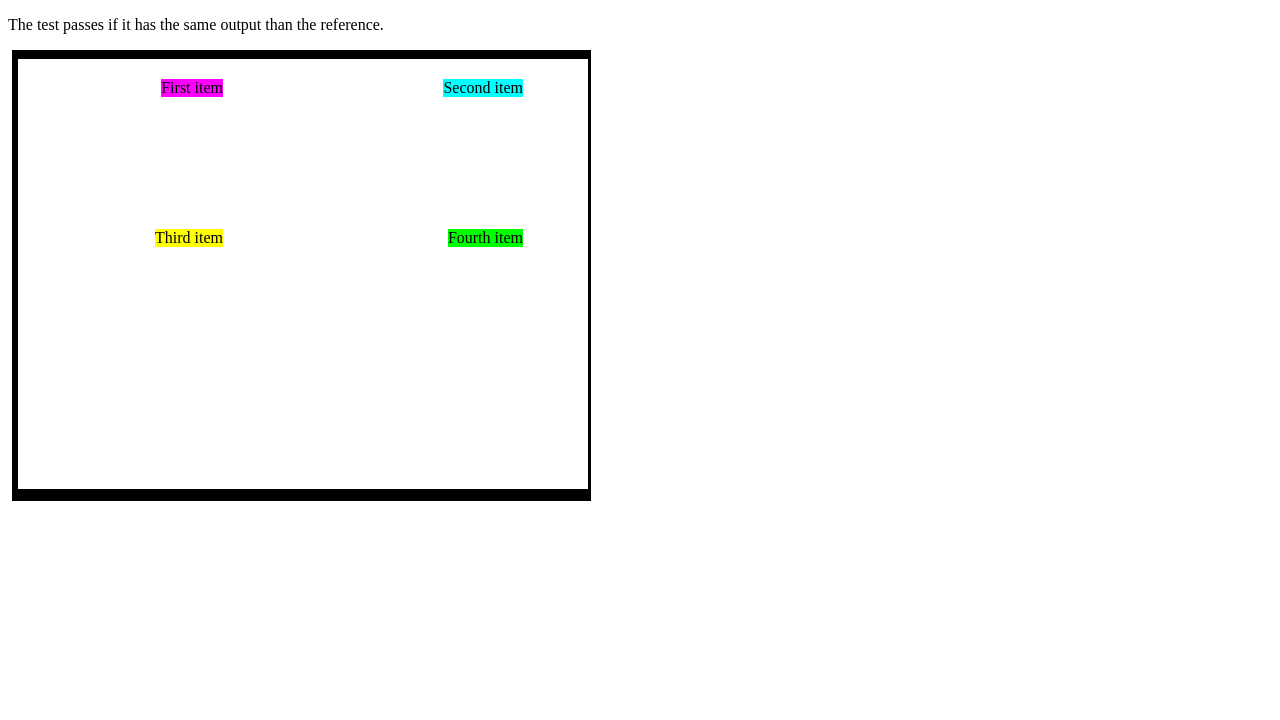 The test passes if it has the same output than the reference.
First item
Second item
Third item
Fourth item